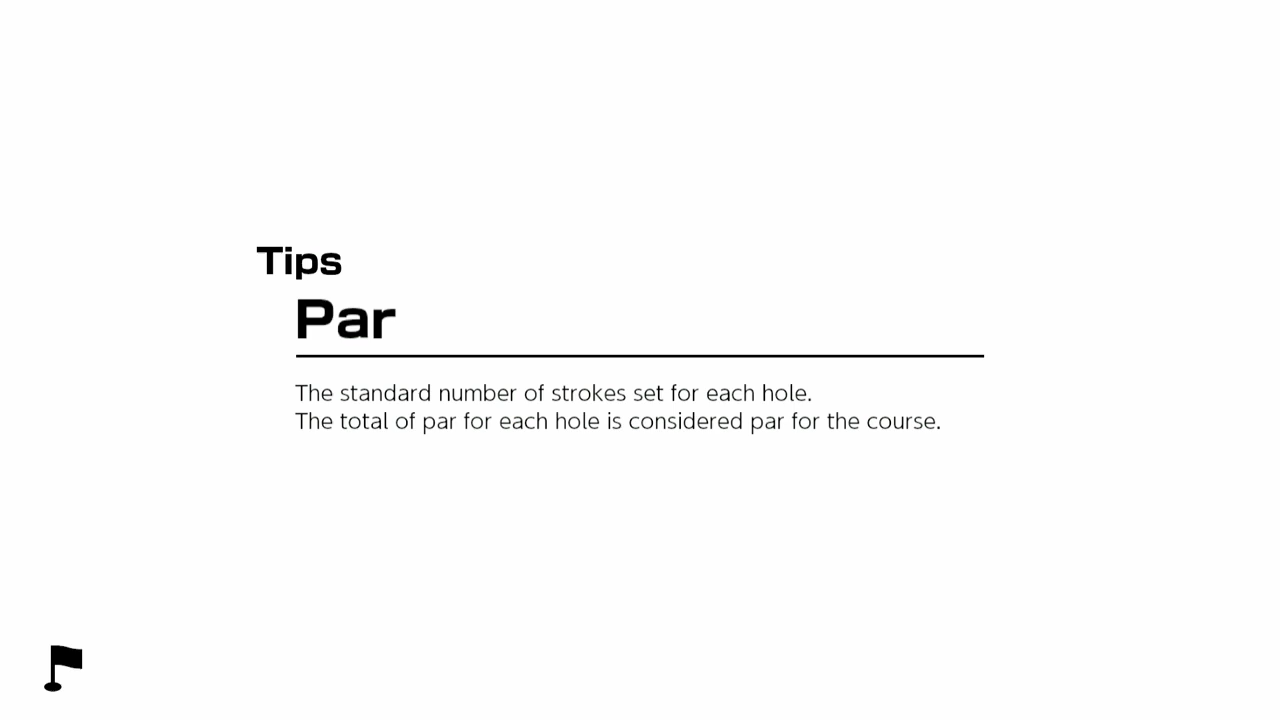 Tips
Par
The standard number of strokes set for each hole.
The total of par for each hole is considered par for the course.